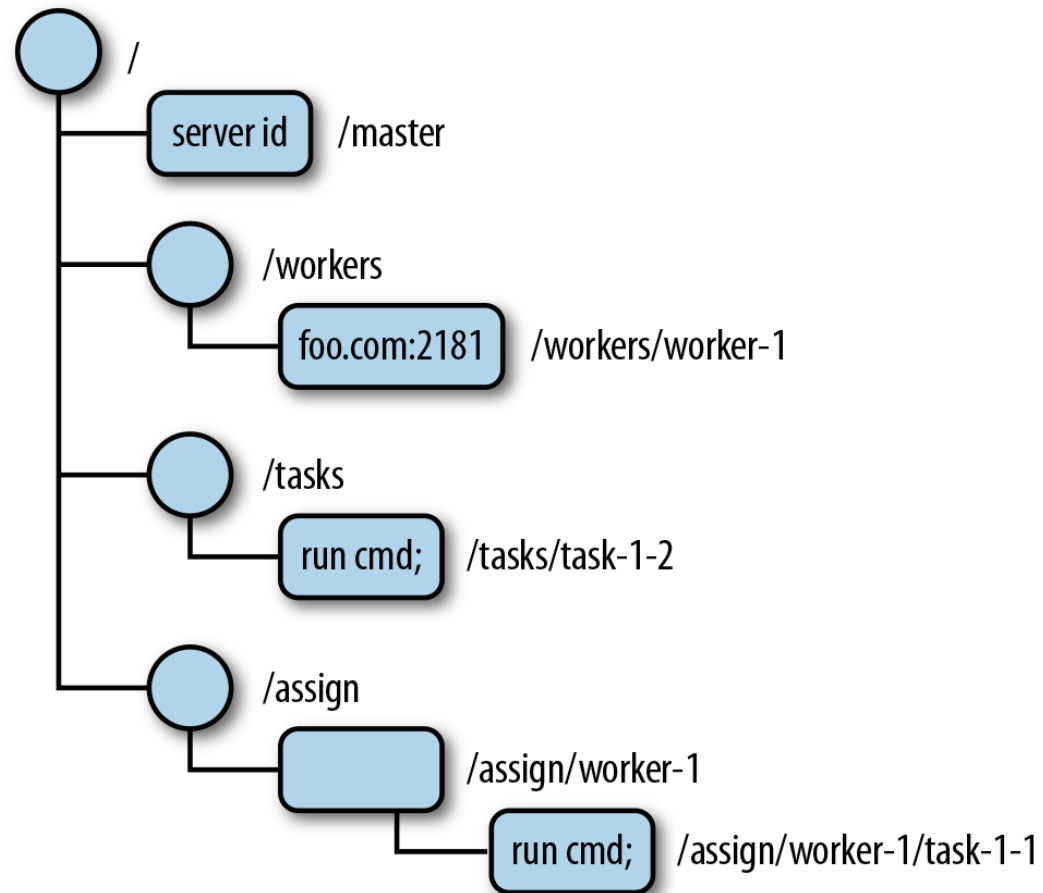 /
server id /master
/workers
foo.com:2181 /workers/worker-1
/tasks
run cmd; /tasks/task-1-2
/assign
/assign/worker-1
run cmd; /assign/worker-1/task-1-1